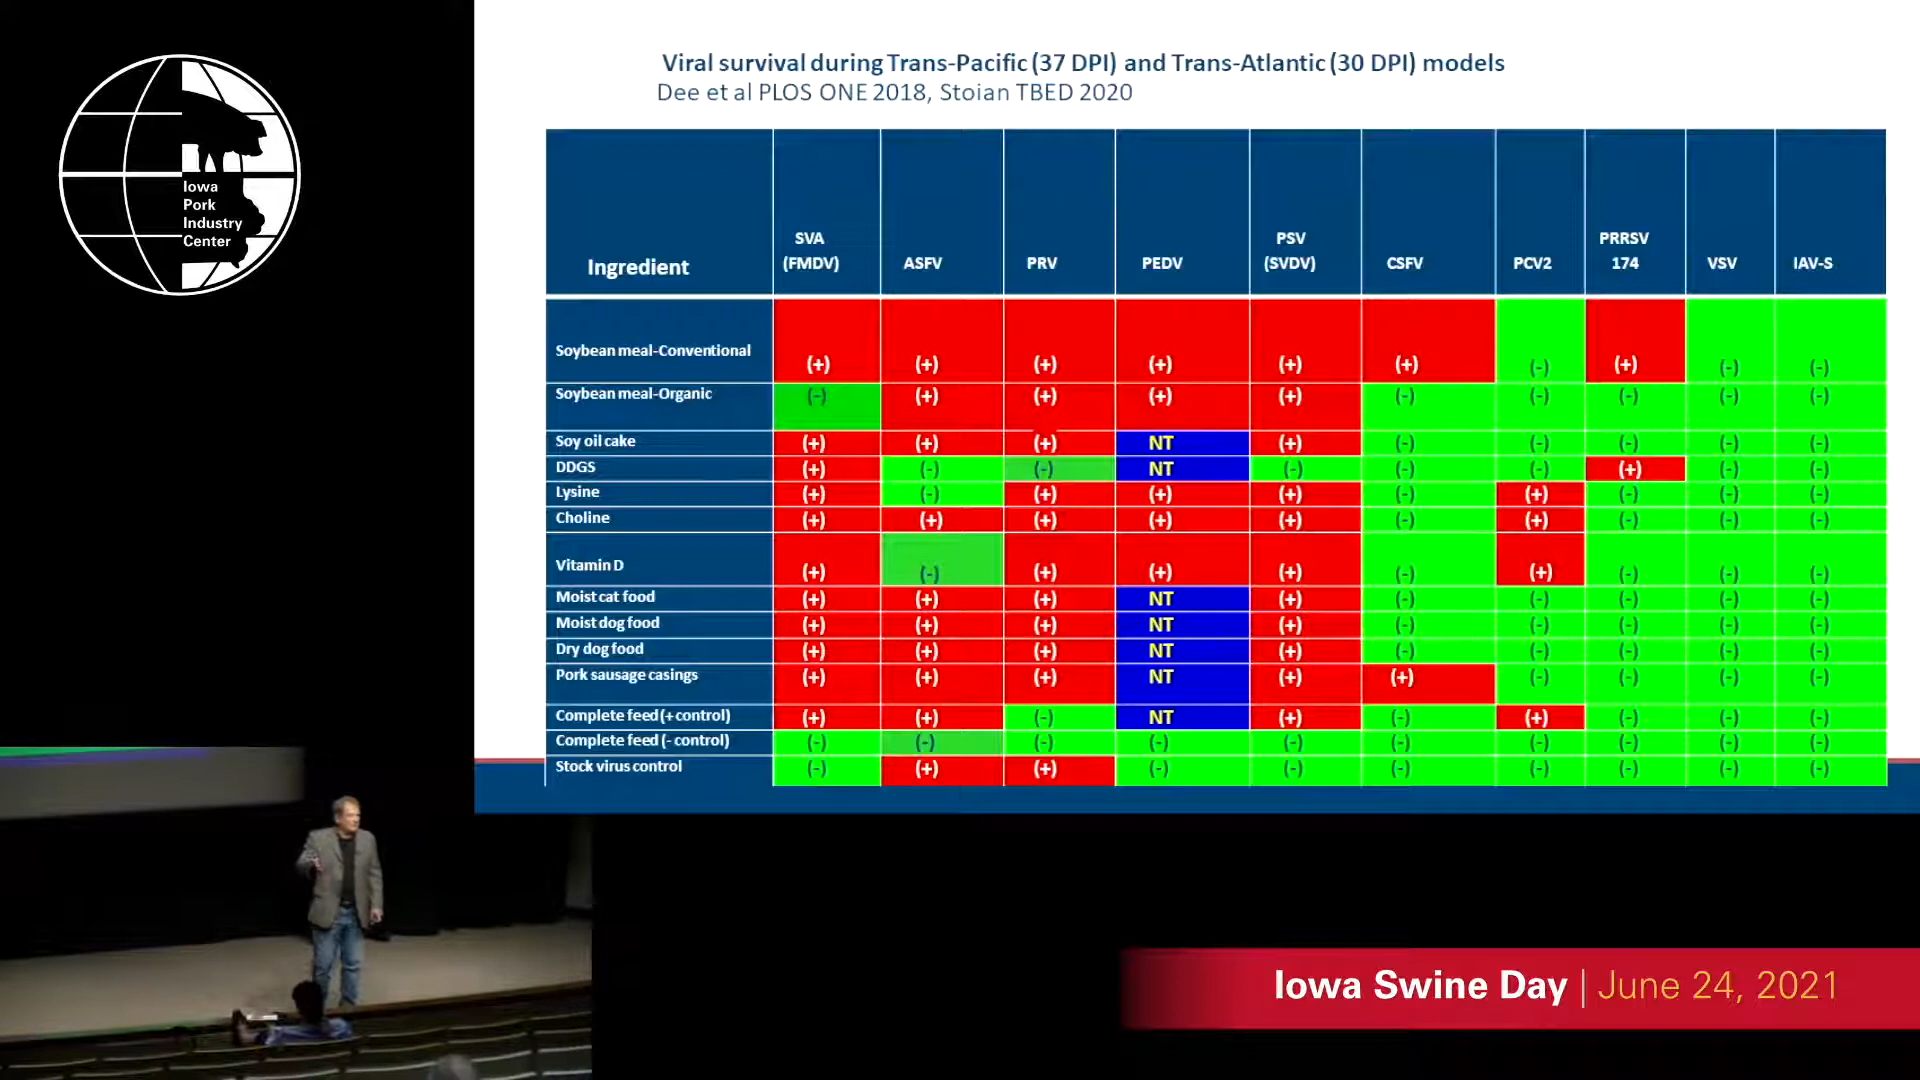 Iowa
Pork
Industry
Center
Viral survival during Trans-Pacific (37 DPI) and Trans-Atlantic (30 DPI) models
Dee et al PLOS ONE 2018, Stoian TBED 2020
Ingredient SVA (FMDV) ASFV PRV PEDV PSV (SVDV) CSFV PCV2 PRRSV 174 VSV IAV-S
Soybean meal-Conventional (+) (+) (+) (+) (+) (+) (-) (+) (-) (-)
Soybean meal-Organic (-) (+) (+) (+) (+) (-) (-) (-) (-) (-)
Soy oil cake (+) (+) (+) NT (+) (-) (-) (-) (-) (-)
DDGS (+) (-) (-) NT (-) (-) (-) (+) (-) (-)
Lysine (+) (-) (+) (+) (+) (-) (+) (-) (-) (-)
Choline (+) (+) (+) (+) (+) (-) (+) (-) (-) (-)
Vitamin D (+) (-) (+) (+) (+) (-) (+) (-) (-) (-)
Moist cat food (+) (+) (+) NT (+) (-) (-) (-) (-) (-)
Moist dog food (+) (+) (+) NT (+) (-) (-) (-) (-) (-)
Dry dog food (+) (+) (+) NT (+) (-) (-) (-) (-) (-)
Pork sausage casings (+) (+) (+) NT (+) (+) (-) (-) (-) (-)
Complete feed (+ control) (+) (+) (-) NT (+) (-) (+) (-) (-) (-)
Complete feed (- control) (-) (-) (-) (-) (-) (-) (-) (-) (-) (-)
Stock virus control (-) (+) (+) (-) (-) (-) (-) (-) (-) (-)
Iowa Swine Day | June 24, 2021